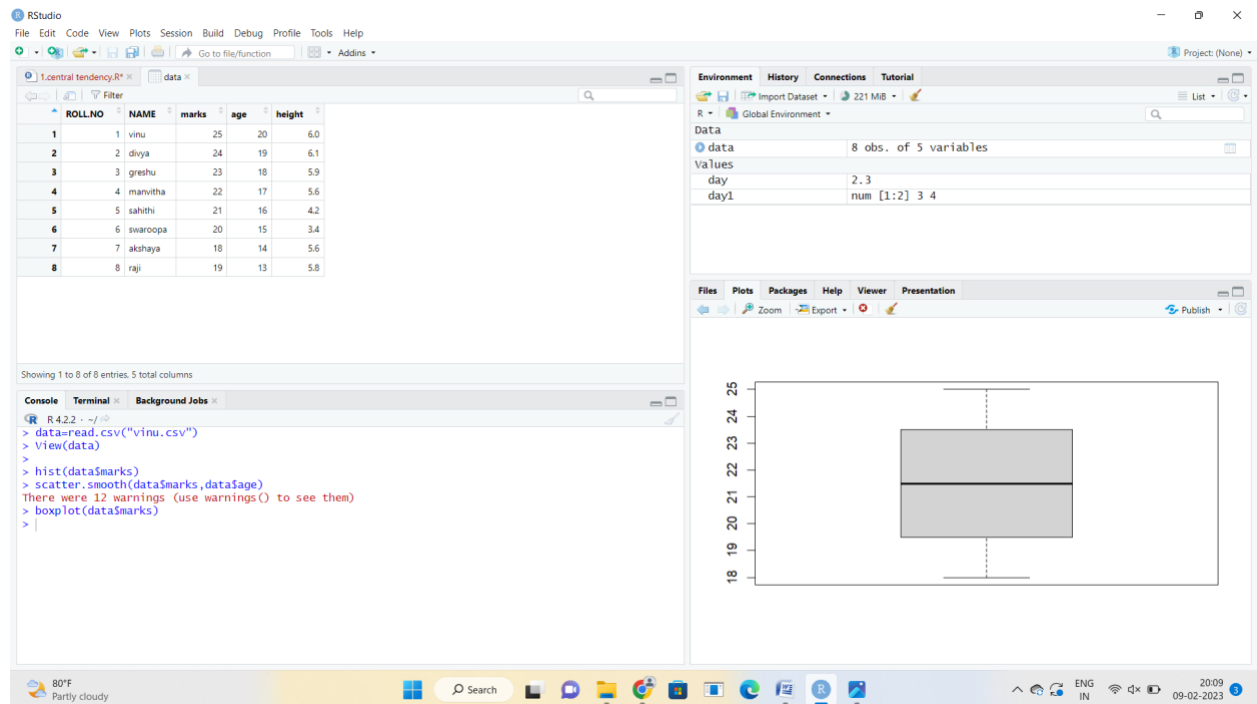 RStudio
File Edit Code View Plots Session Build Debug Profile Tools Help
Go to file/function Addins Project: (None)
1.central tendency.R* data
Filter
ROLL.NO NAME marks age height
1 1 vinu 25 20 6.0
2 2 divya 24 19 6.1
3 3 greshu 23 18 5.9
4 4 manvitha 22 17 5.6
5 5 sahithi 21 16 4.2
6 6 swaroopa 20 15 3.4
7 7 akshaya 18 14 5.6
8 8 raji 19 13 5.8
Showing 1 to 8 of 8 entries, 5 total columns
Console Terminal Background Jobs
R 4.2.2 · ~/
> data=read.csv("vinu.csv")
> View(data)
>
> hist(data$marks)
> scatter.smooth(data$marks,data$age)
There were 12 warnings (use warnings() to see them)
> boxplot(data$marks)
>
Environment History Connections Tutorial
Import Dataset 221 MiB List
R Global Environment
Data
data 8 obs. of 5 variables
Values
day 2.3
day1 num [1:2] 3 4
Files Plots Packages Help Viewer Presentation
Zoom Export Publish
25
24
23
22
21
20
19
18
80°F
Partly cloudy
Search
ENG
IN
20:09
09-02-2023
3